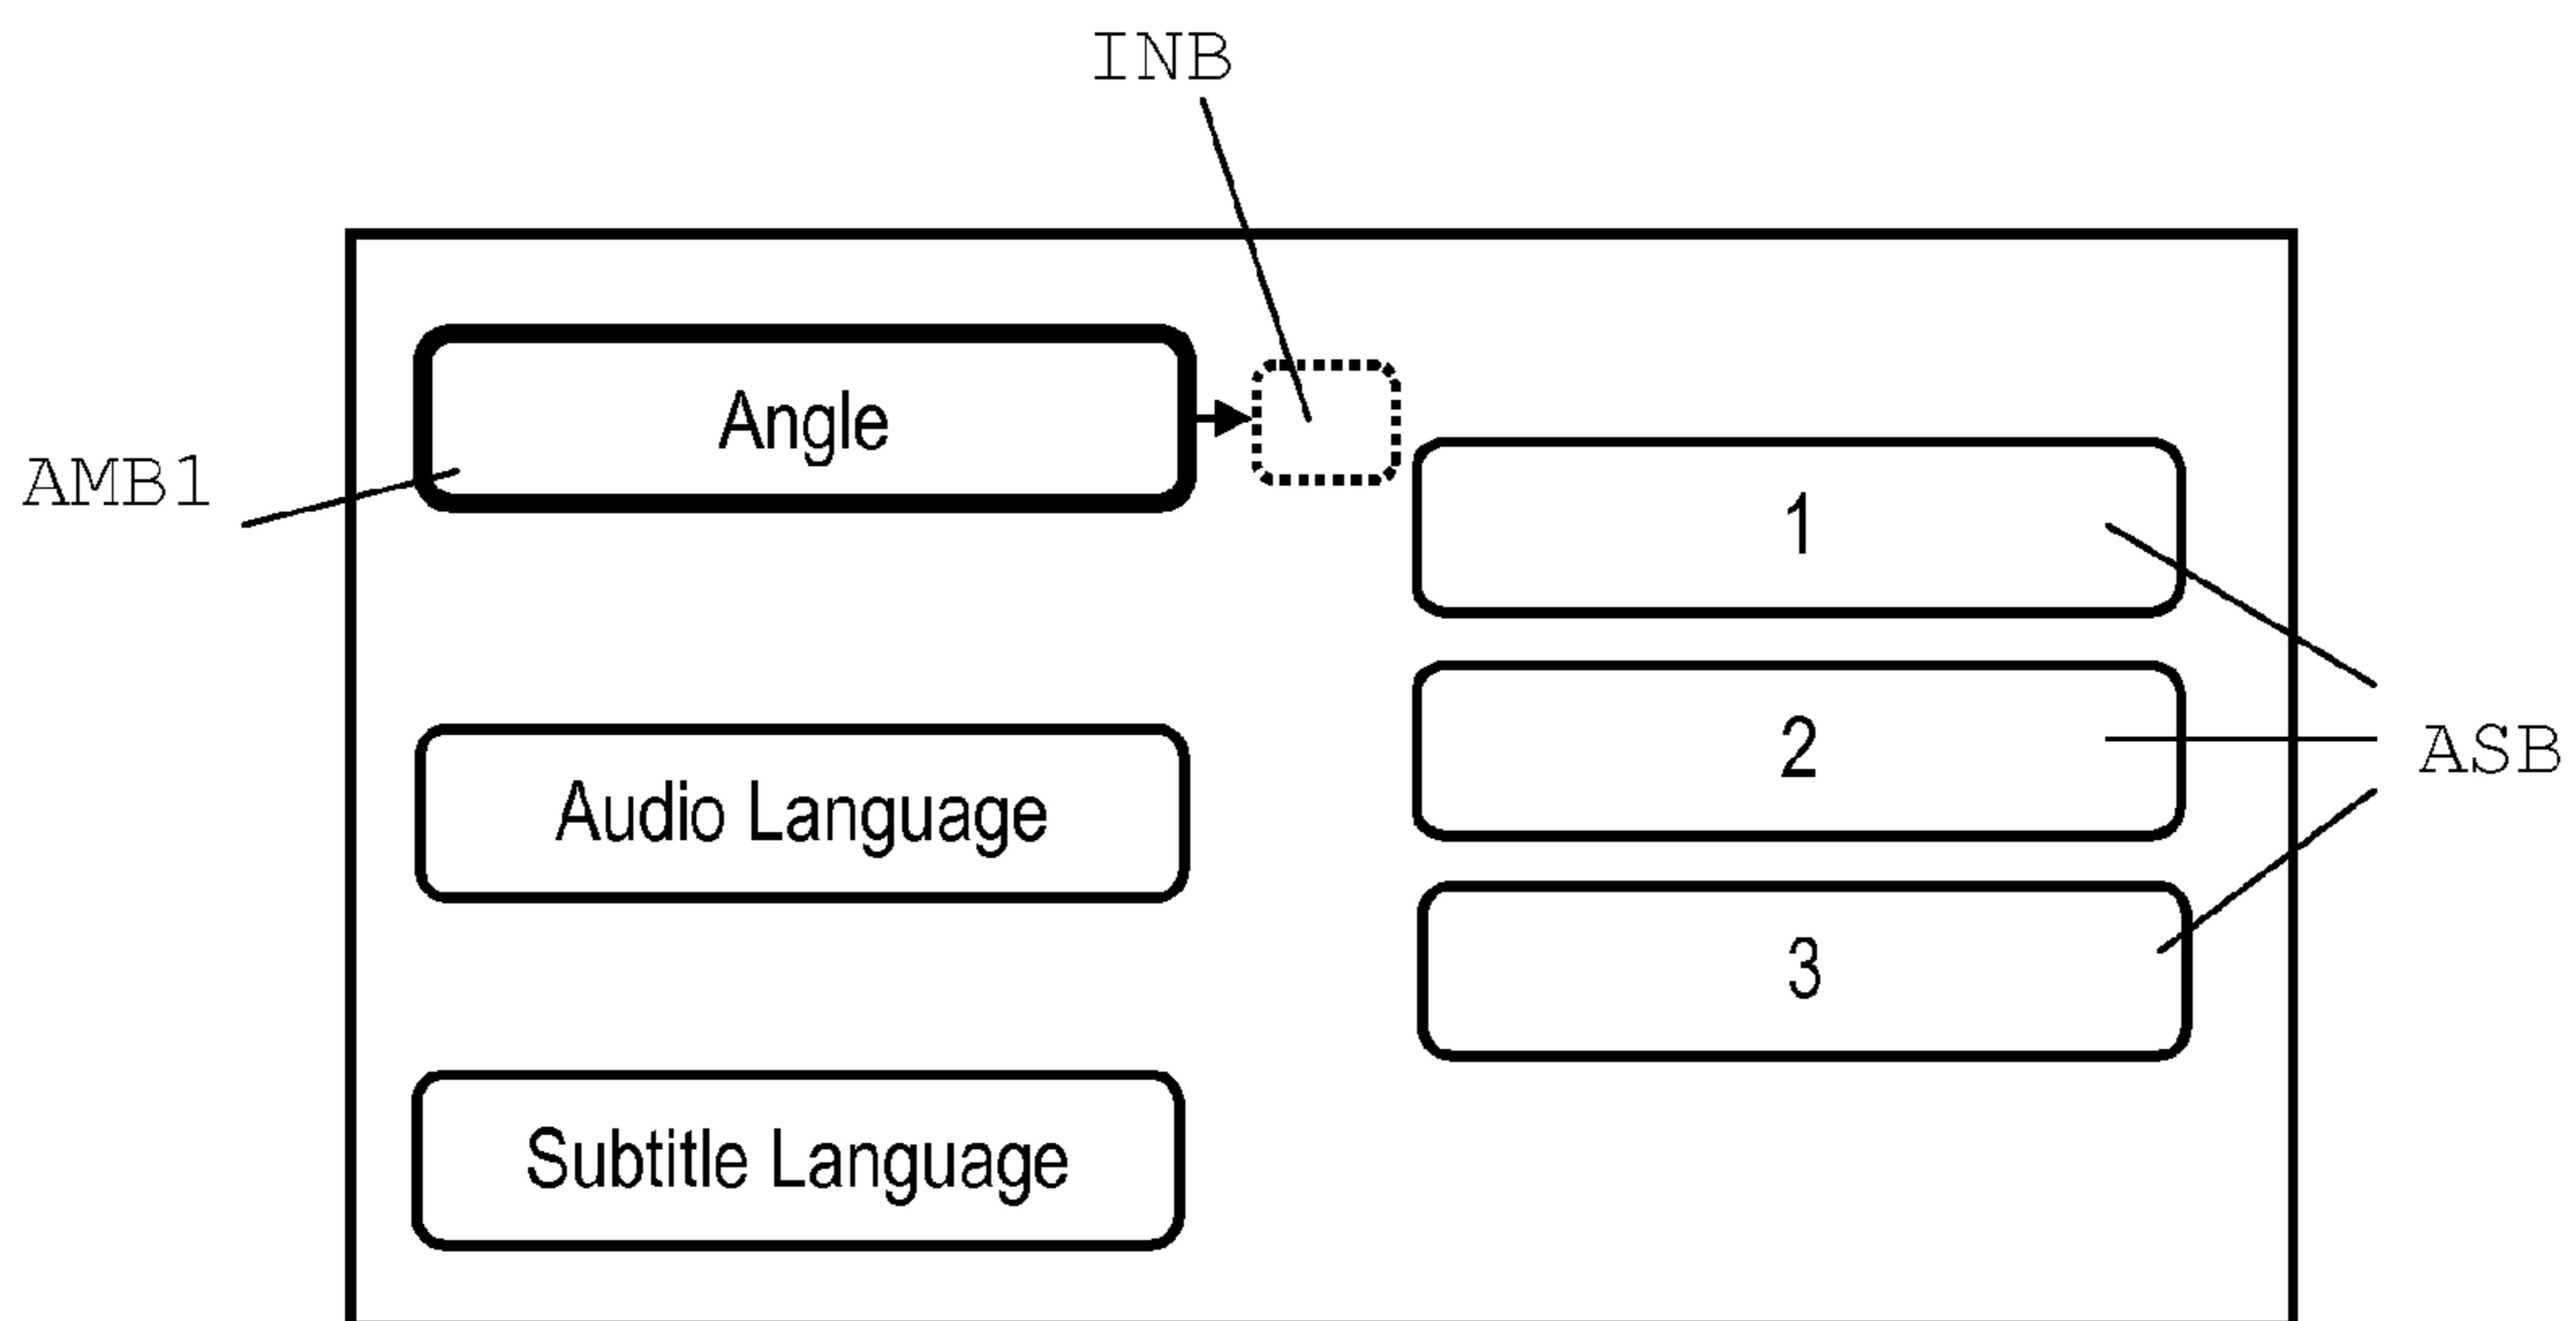 INB
Angle
AMB1
1
2
ASB
Audio Language
3
Subtitle Language